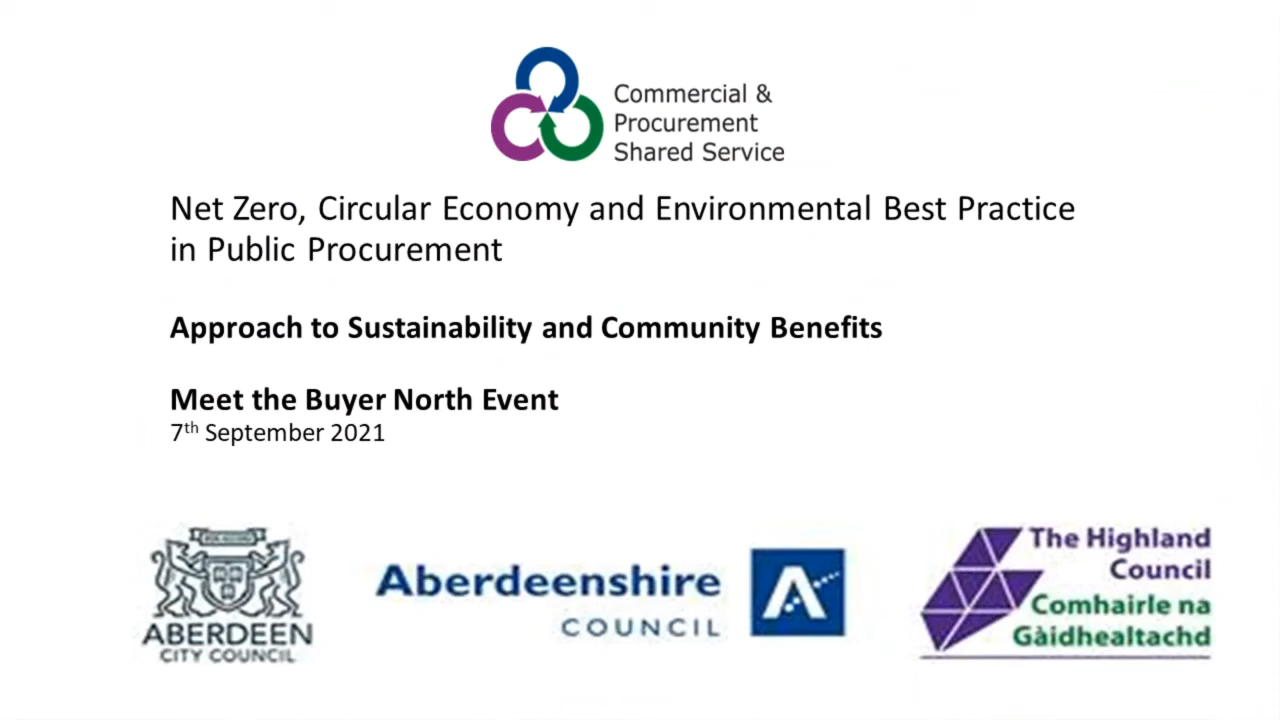 Commercial &
Procurement
Shared Service
Net Zero, Circular Economy and Environmental Best Practice
in Public Procurement
Approach to Sustainability and Community Benefits
Meet the Buyer North Event
7th September 2021
ABERDEEN
CITY COUNCIL
Aberdeenshire
COUNCIL
The Highland
Council
Comhairle na
Gàidhealtachd